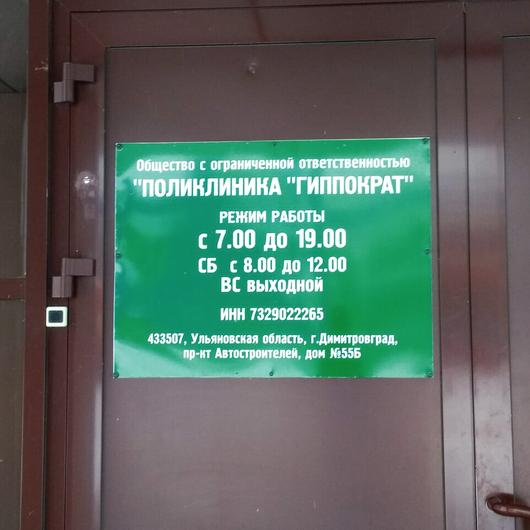 Общество с ограниченной ответственностью
"ПОЛИКЛИНИКА "ГИППОКРАТ"
РЕЖИМ РАБОТЫ
с 7.00 до 19.00
СБ с 8.00 до 12.00
ВС выходной
ИНН 7329022265
433507, Ульяновская область, г.Димитровград,
пр-кт Автостроителей, дом №55Б